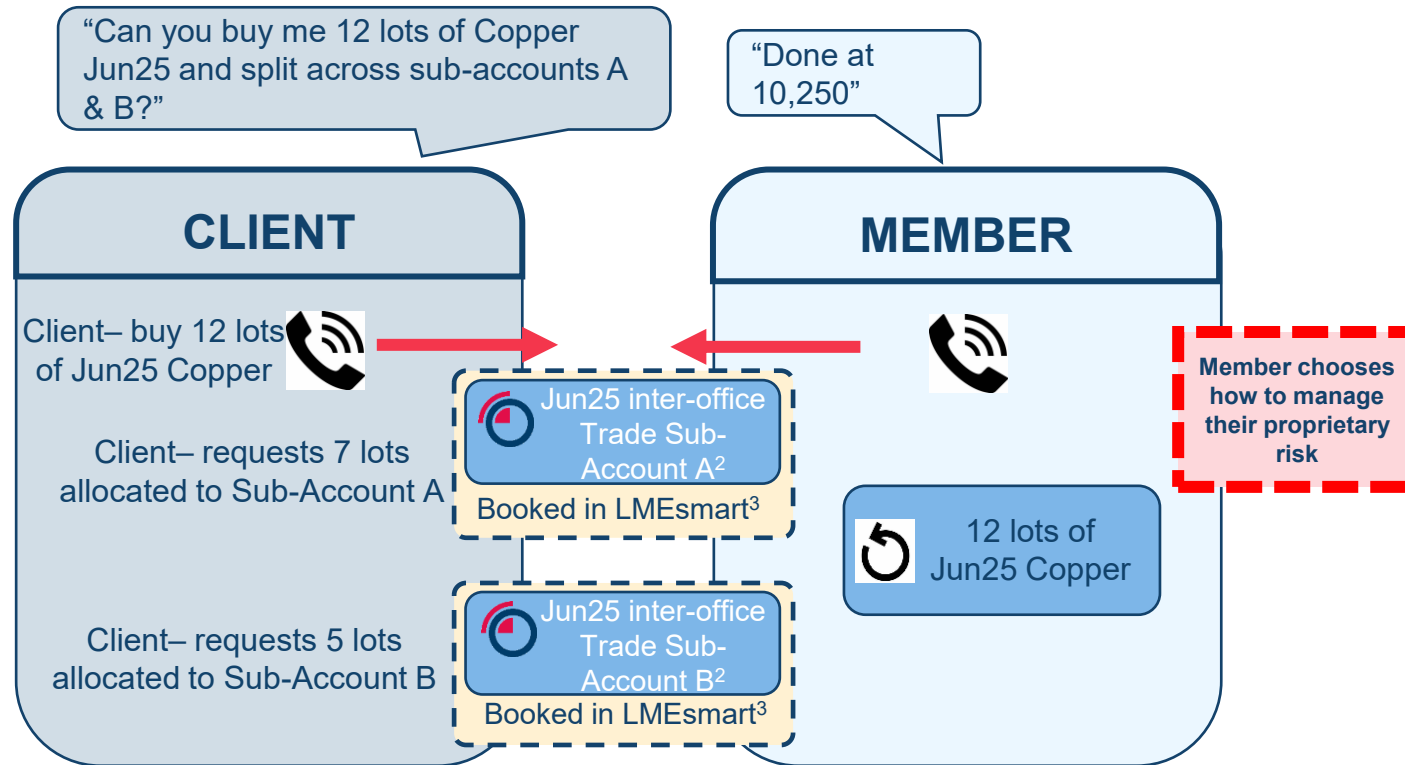 “Can you buy me 12 lots of Copper
Jun25 and split across sub-accounts A
& B?”
“Done at
10,250”
CLIENT
MEMBER
Client– buy 12 lots
of Jun25 Copper
Member chooses
how to manage
their proprietary
risk
Jun25 inter-office
Trade Sub-
Account A²
Booked in LMEsmart³
Client– requests 7 lots
allocated to Sub-Account A
12 lots of
Jun25 Copper
Jun25 inter-office
Trade Sub-
Account B²
Booked in LMEsmart³
Client– requests 5 lots
allocated to Sub-Account B